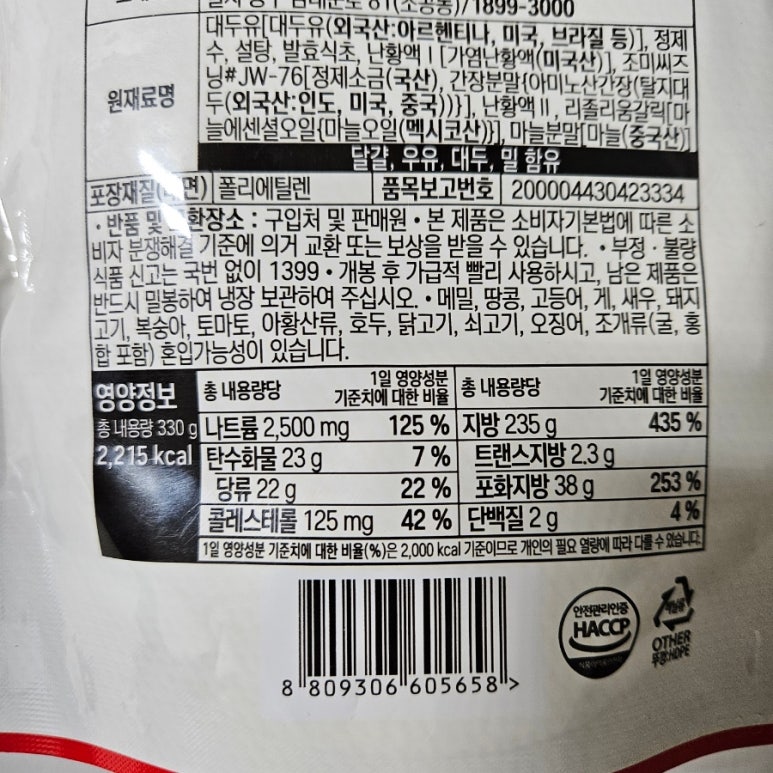 1899-3000
원재료명
대두유[대두유(외국산:아르헨티나, 미국, 브라질 등)], 정제
수, 설탕, 발효식초, 난황액Ⅰ[가염난황액(미국산)], 조미씨즈
닝#JW-76[정제소금(국산), 간장분말{아미노산간장(탈지대
두(외국산:인도, 미국, 중국))}], 난황액Ⅱ, 리졸리움갈릭[마
늘에센셜오일{마늘오일(멕시코산)}], 마늘분말[마늘(중국산)]
달걀, 우유, 대두, 밀 함유
포장재질(면) 폴리에틸렌 품목보고번호 200004430423334
• 반품 및 환장소 : 구입처 및 판매원 • 본 제품은 소비자기본법에 따른 소
비자 분쟁해결 기준에 의거 교환 또는 보상을 받을 수 있습니다. • 부정 · 불량
식품 신고는 국번 없이 1399 • 개봉 후 가급적 빨리 사용하시고, 남은 제품은
반드시 밀봉하여 냉장 보관하여 주십시오. • 메밀, 땅콩, 고등어, 게, 새우, 돼지
고기, 복숭아, 토마토, 아황산류, 호두, 닭고기, 쇠고기, 오징어, 조개류(굴, 홍
합 포함) 혼입가능성이 있습니다.
영양정보
총 내용량 330 g
2,215 kcal
총 내용량당 1일 영양성분 기준치에 대한 비율 총 내용량당 1일 영양성분 기준치에 대한 비율
나트륨 2,500 mg 125 % 지방 235 g 435 %
탄수화물 23 g 7 % 트랜스지방 2.3 g
당류 22 g 22 % 포화지방 38 g 253 %
콜레스테롤 125 mg 42 % 단백질 2 g 4 %
1일 영양성분 기준치에 대한 비율(%)은 2,000 kcal 기준이므로 개인의 필요 열량에 따라 다를 수 있습니다.
안전관리인증
HACCP
OTHER
뚜껑:HDPE
8 809306 605658 >